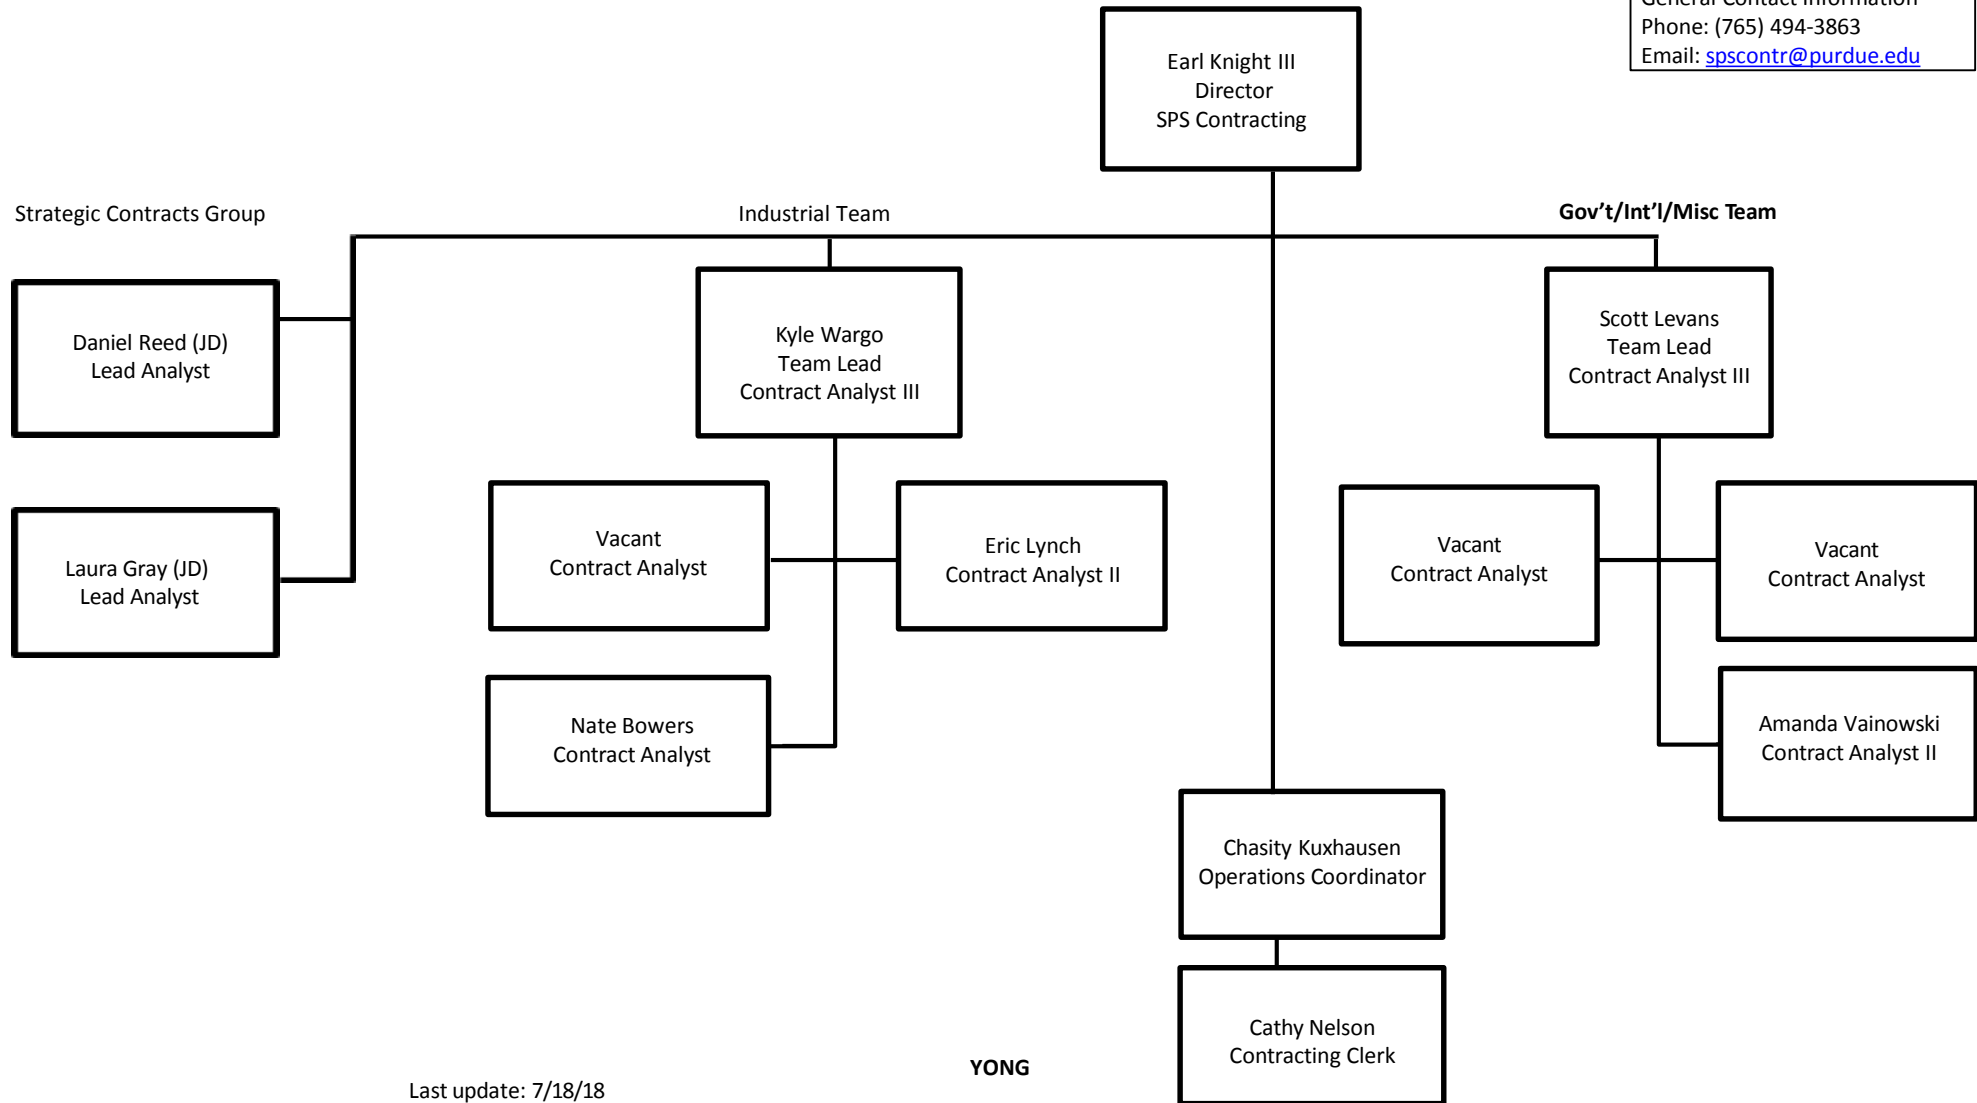 General Contact Information
Phone: (765) 494-3863
Email: spscontr@purdue.edu
Earl Knight III
Director
SPS Contracting
Strategic Contracts Group
Industrial Team
Gov’t/Int’l/Misc Team
Daniel Reed (JD)
Lead Analyst
Laura Gray (JD)
Lead Analyst
Kyle Wargo
Team Lead
Contract Analyst III
Vacant
Contract Analyst
Eric Lynch
Contract Analyst II
Nate Bowers
Contract Analyst
Scott Levans
Team Lead
Contract Analyst III
Vacant
Contract Analyst
Vacant
Contract Analyst
Amanda Vainowski
Contract Analyst II
Chasity Kuxhausen
Operations Coordinator
Cathy Nelson
Contracting Clerk
YONG
Last update: 7/18/18